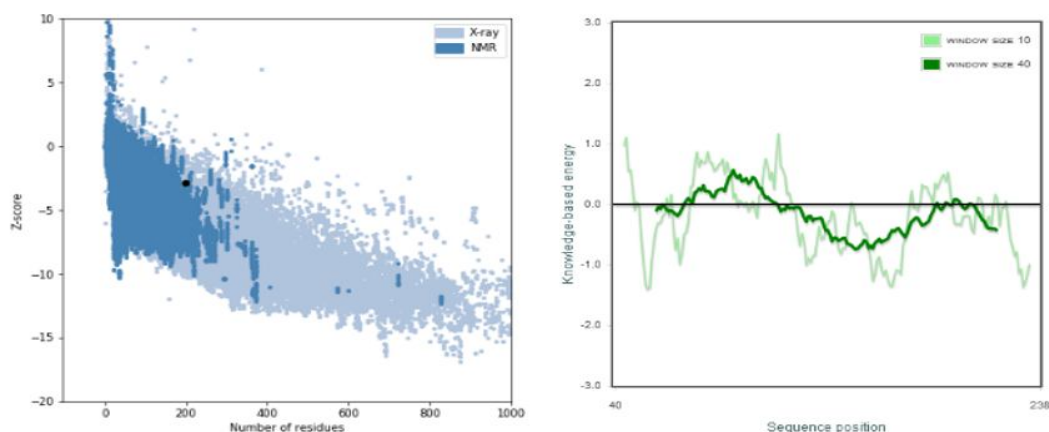 10
5
0
−5
−10
−15
−20
Z-score
X-ray
NMR
0
200
400
600
800
1000
Number of residues
3.0
2.0
1.0
0.0
-1.0
-2.0
-3.0
Knowledge-based energy
WINDOW SIZE 10
WINDOW SIZE 40
40
238
Sequence position